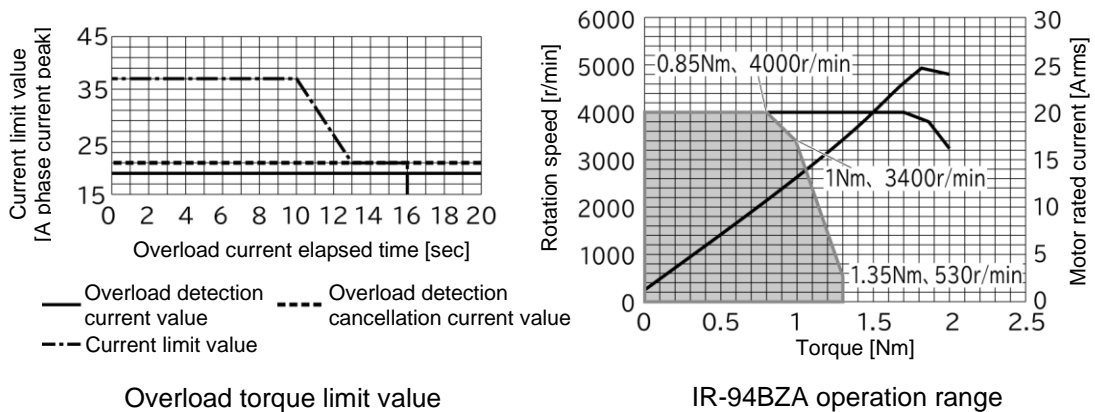 Current limit value
[A phase current peak]
45
35
25
15
0 2 4 6 8 10 12 14 16 18 20
Overload current elapsed time [sec]
Overload detection
current value
Overload detection
cancellation current value
Current limit value
Overload torque limit value
Rotation speed [r/min]
6000
5000
4000
3000
2000
1000
0
0.85Nm、4000r/min
1Nm、3400r/min
1.35Nm、530r/min
30
25
20
15
10
5
0
Motor rated current [Arms]
0 0.5 1 1.5 2 2.5
Torque [Nm]
IR-94BZA operation range